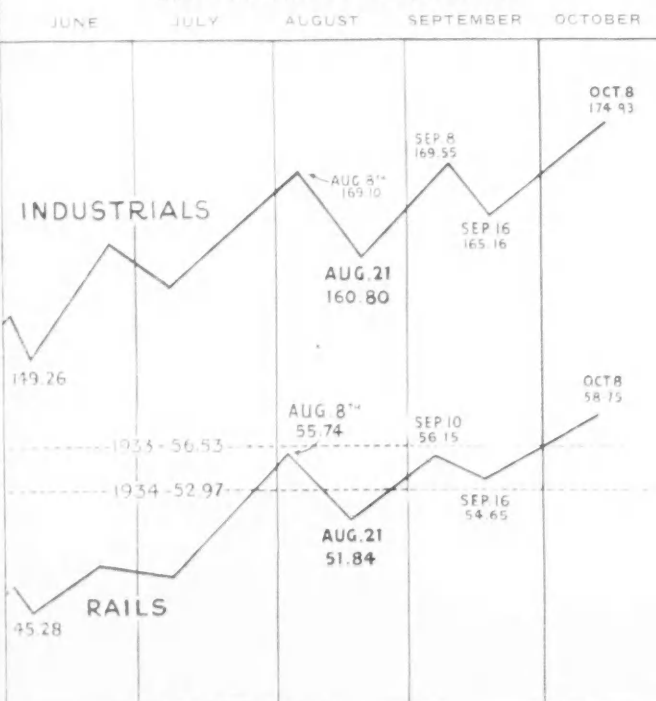 JUNE JULY AUGUST SEPTEMBER OCTOBER
OCT.8
174.93
SEP.8
169.55
AUG.8TH
169.10
INDUSTRIALS
SEP.16
165.16
AUG.21
160.80
149.26
OCT.8
58.75
AUG.8TH
55.74
SEP.10
56.15
1933-56.53
1934-52.97
SEP.16
54.65
AUG.21
51.84
RAILS
45.28